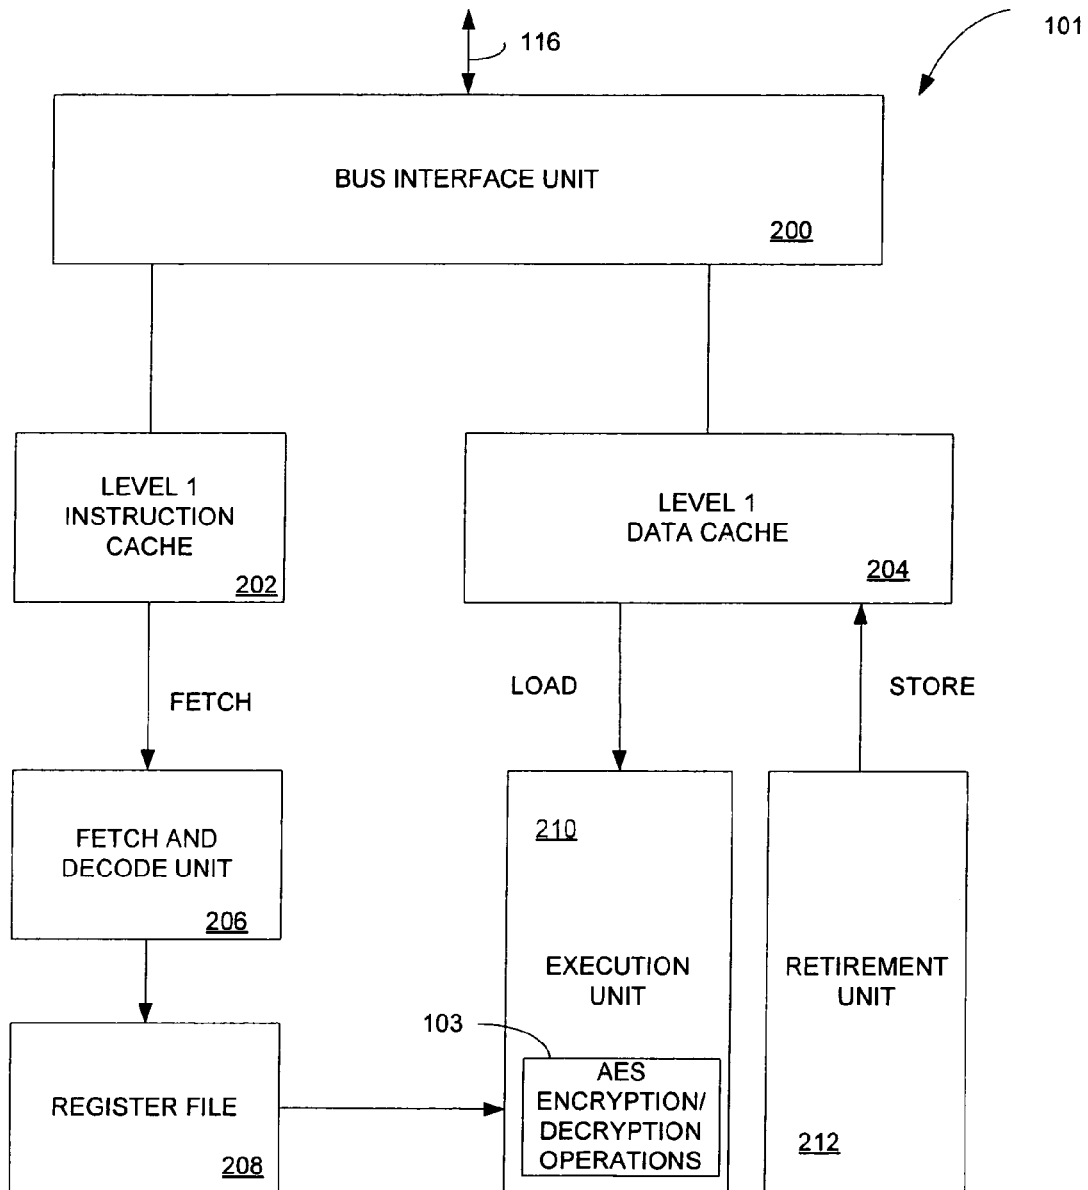 116
101
BUS INTERFACE UNIT
200
LEVEL 1
INSTRUCTION
CACHE
202
LEVEL 1
DATA CACHE
204
FETCH
LOAD
STORE
FETCH AND
DECODE UNIT
206
210
EXECUTION
UNIT
RETIREMENT
UNIT
103
REGISTER FILE
208
AES
ENCRYPTION/
DECRYPTION
OPERATIONS
212